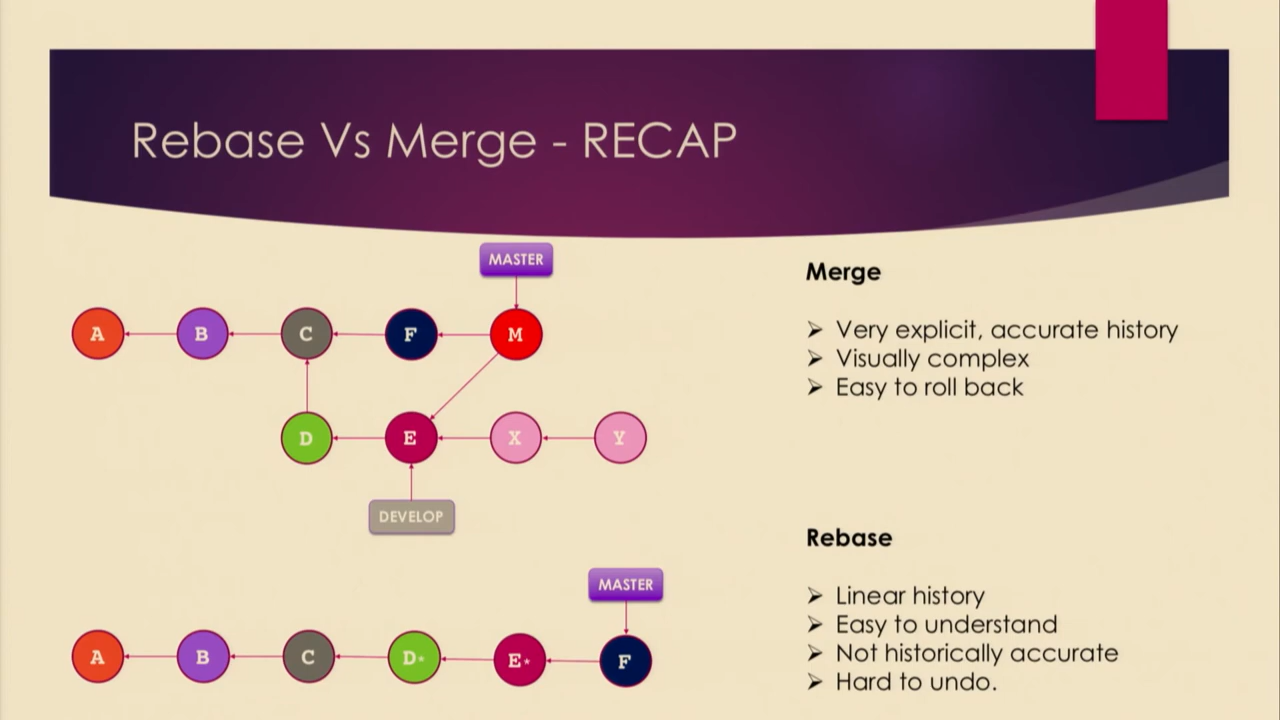 Rebase Vs Merge - RECAP
MASTER
A B C F M
D E X Y
DEVELOP
MASTER
A B C D* E* F
Merge
➢ Very explicit, accurate history
➢ Visually complex
➢ Easy to roll back
Rebase
➢ Linear history
➢ Easy to understand
➢ Not historically accurate
➢ Hard to undo.